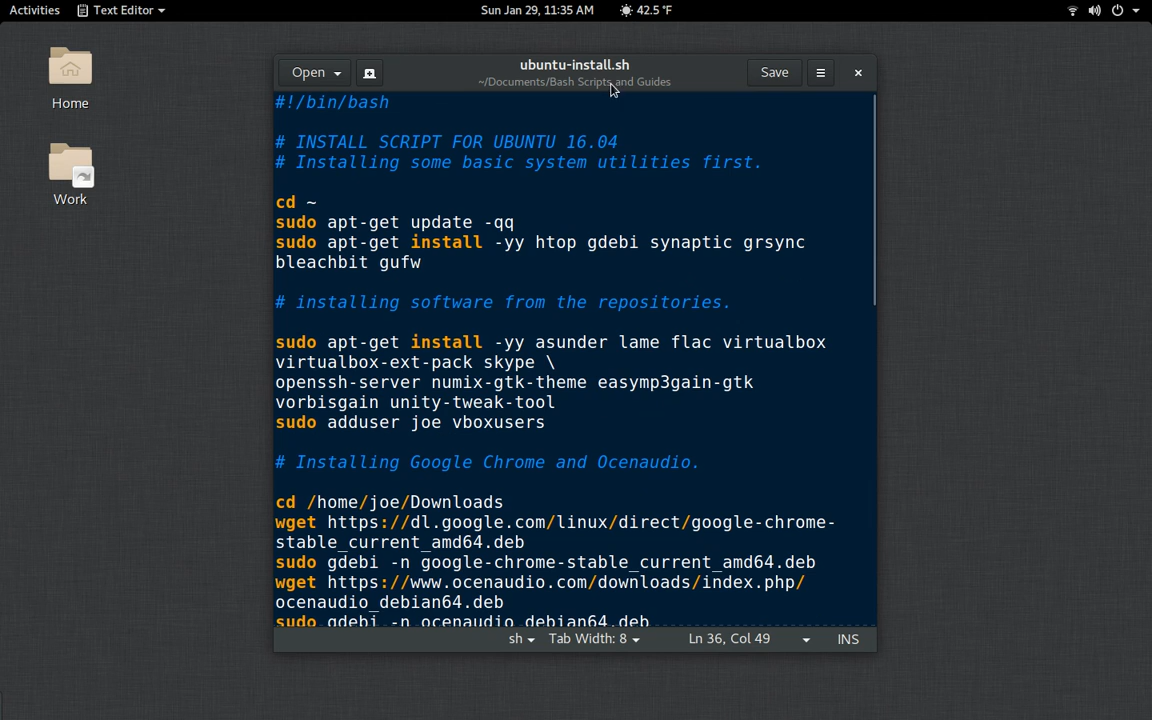 Activities Text Editor Sun Jan 29, 11:35 AM 42.5 °F
Home
Work
Open ubuntu-install.sh Save
~/Documents/Bash Scripts and Guides
#!/bin/bash
# INSTALL SCRIPT FOR UBUNTU 16.04
# Installing some basic system utilities first.
cd ~
sudo apt-get update -qq
sudo apt-get install -yy htop gdebi synaptic grsync
bleachbit gufw
# installing software from the repositories.
sudo apt-get install -yy asunder lame flac virtualbox
virtualbox-ext-pack skype \
openssh-server numix-gtk-theme easymp3gain-gtk
vorbisgain unity-tweak-tool
sudo adduser joe vboxusers
# Installing Google Chrome and Ocenaudio.
cd /home/joe/Downloads
wget https://dl.google.com/linux/direct/google-chrome-
stable_current_amd64.deb
sudo gdebi -n google-chrome-stable_current_amd64.deb
wget https://www.ocenaudio.com/downloads/index.php/
ocenaudio_debian64.deb
sudo gdebi -n ocenaudio_debian64.deb
sh Tab Width: 8 Ln 36, Col 49 INS